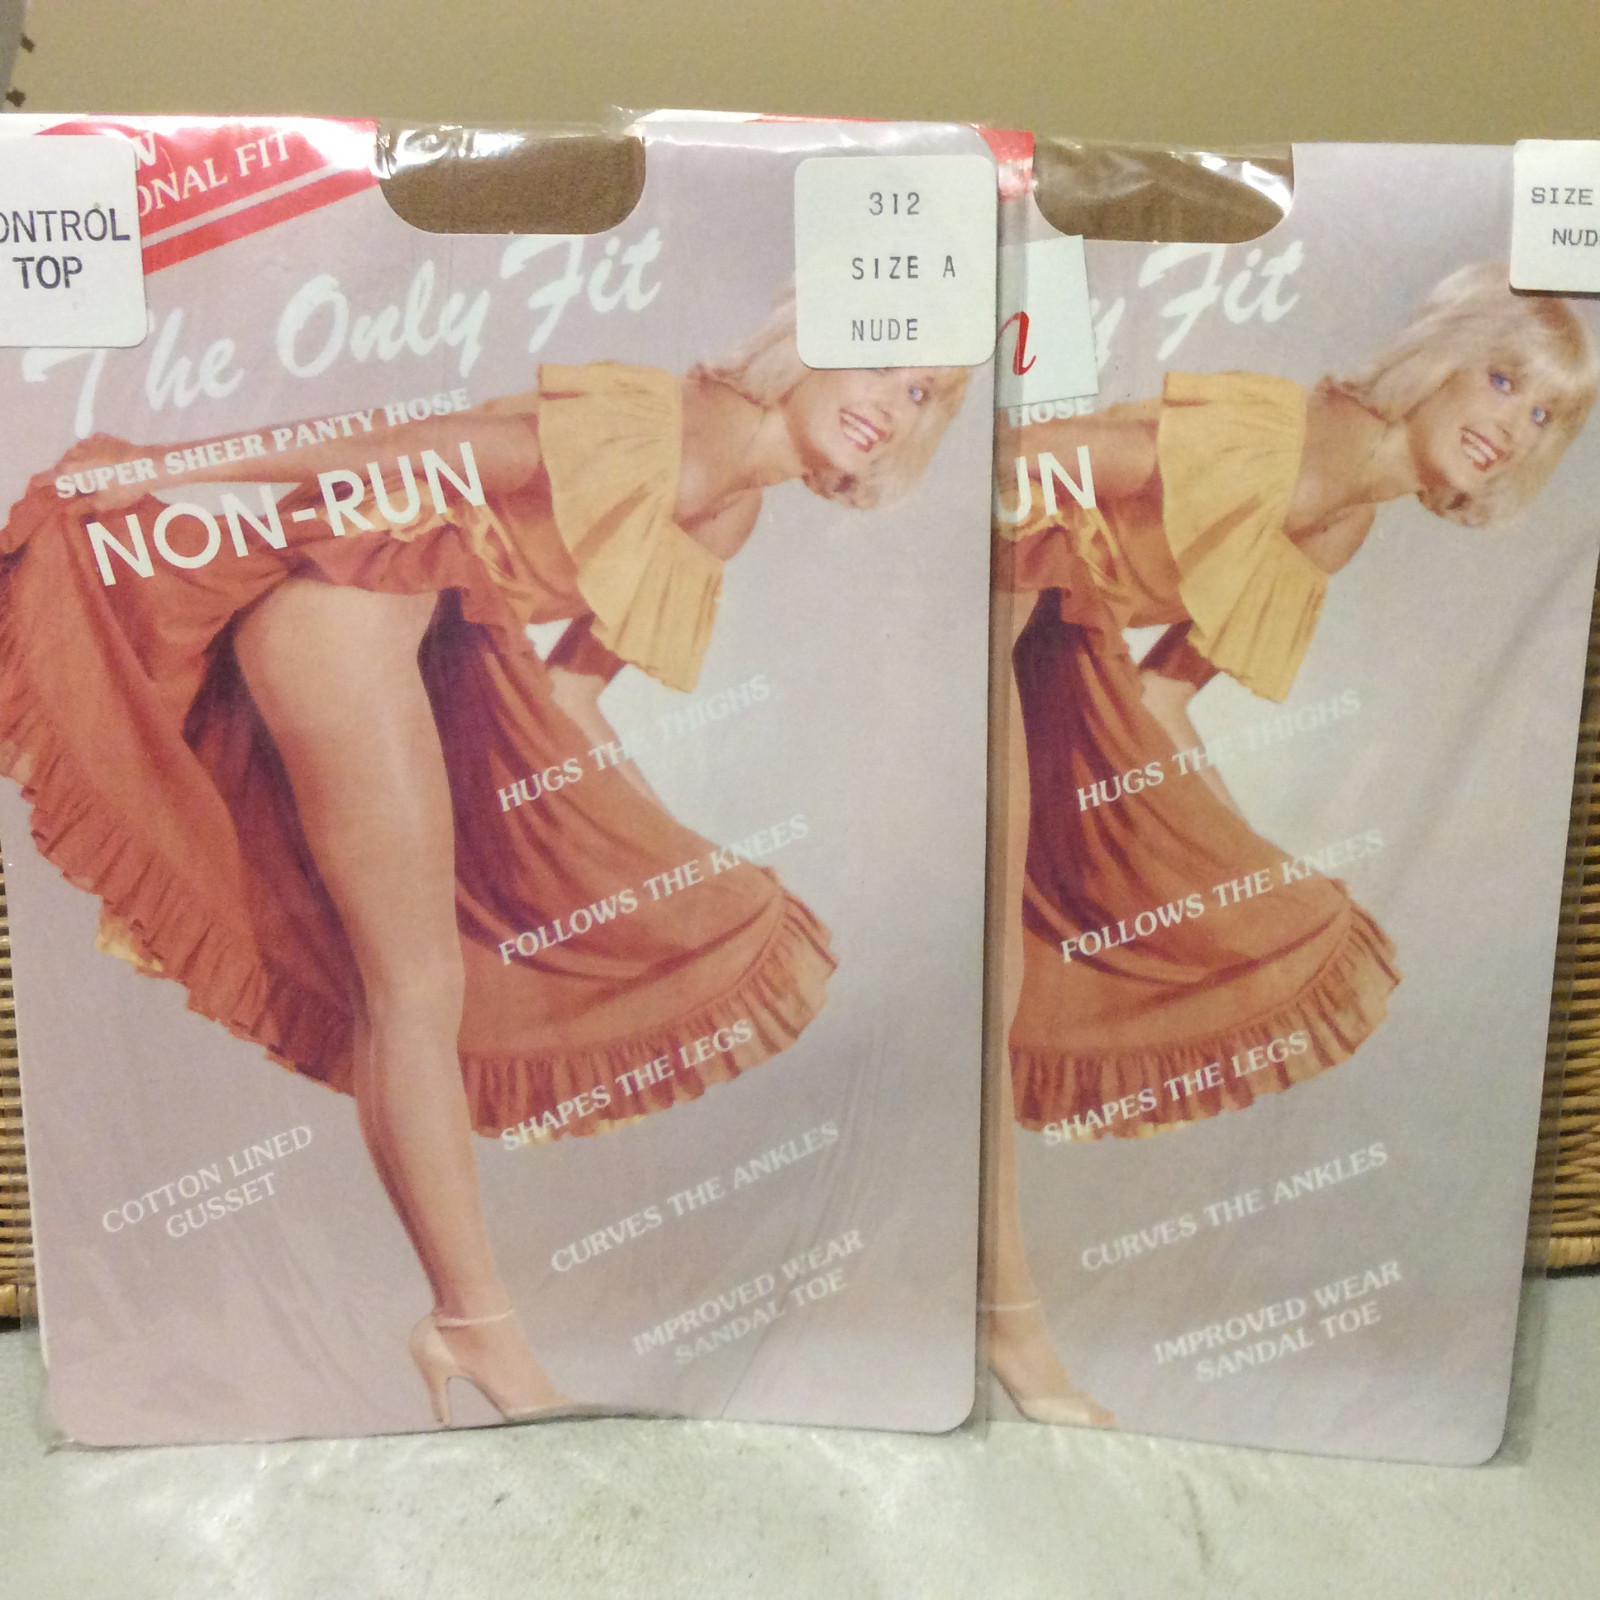 N
ONAL FIT
ONTROL
TOP
The Only Fit
SUPER SHEER PANTY HOSE
NON-RUN
312
SIZE A
NUDE
HUGS THE THIGHS
FOLLOWS THE KNEES
SHAPES THE LEGS
CURVES THE ANKLES
COTTON LINED
GUSSET
IMPROVED WEAR
SANDAL TOE
n
y Fit
HOSE
UN
SIZE
NUD
HUGS THE THIGHS
FOLLOWS THE KNEES
SHAPES THE LEGS
CURVES THE ANKLES
IMPROVED WEAR
SANDAL TOE